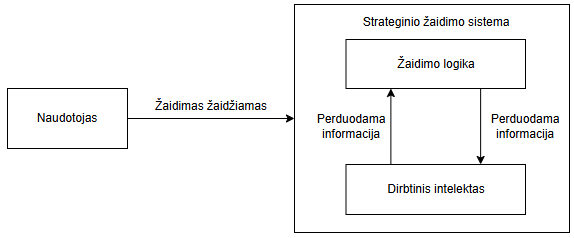 Strateginio žaidimo sistema
Žaidimo logika
Naudotojas
Žaidimas žaidžiamas
Perduodama
informacija
Perduodama
informacija
Dirbtinis intelektas